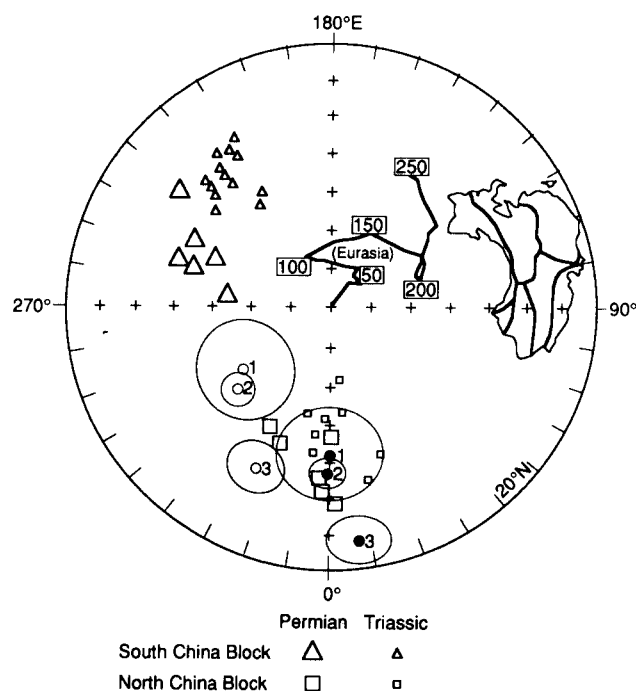 180°E
250
150
(Eurasia)
100
50
200
270°
90°
1
2
3
1
2
3
20°N
0°
Permian Triassic
South China Block
North China Block